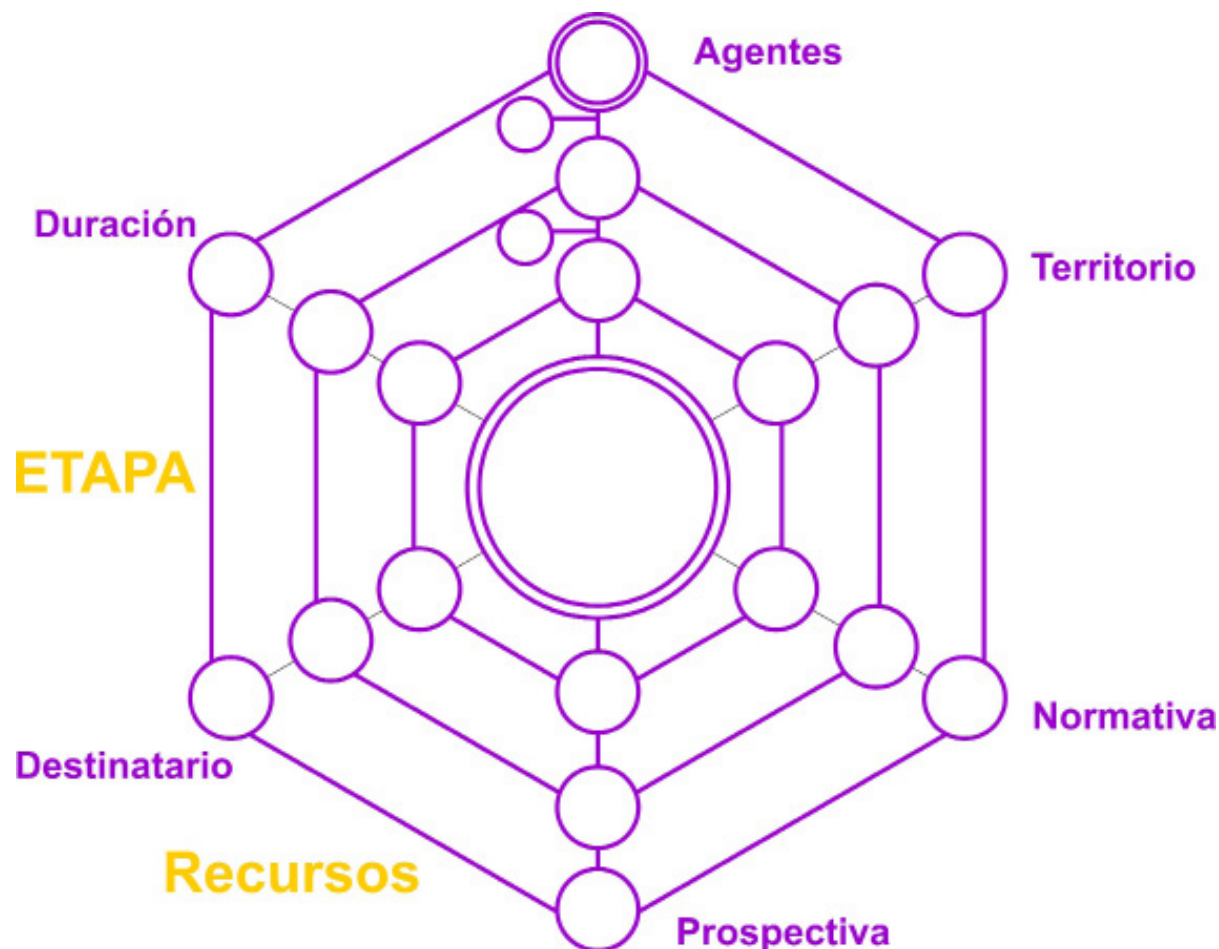 Agentes
Duración
Territorio
ETAPA
Normativa
Destinatario
Recursos
Prospectiva